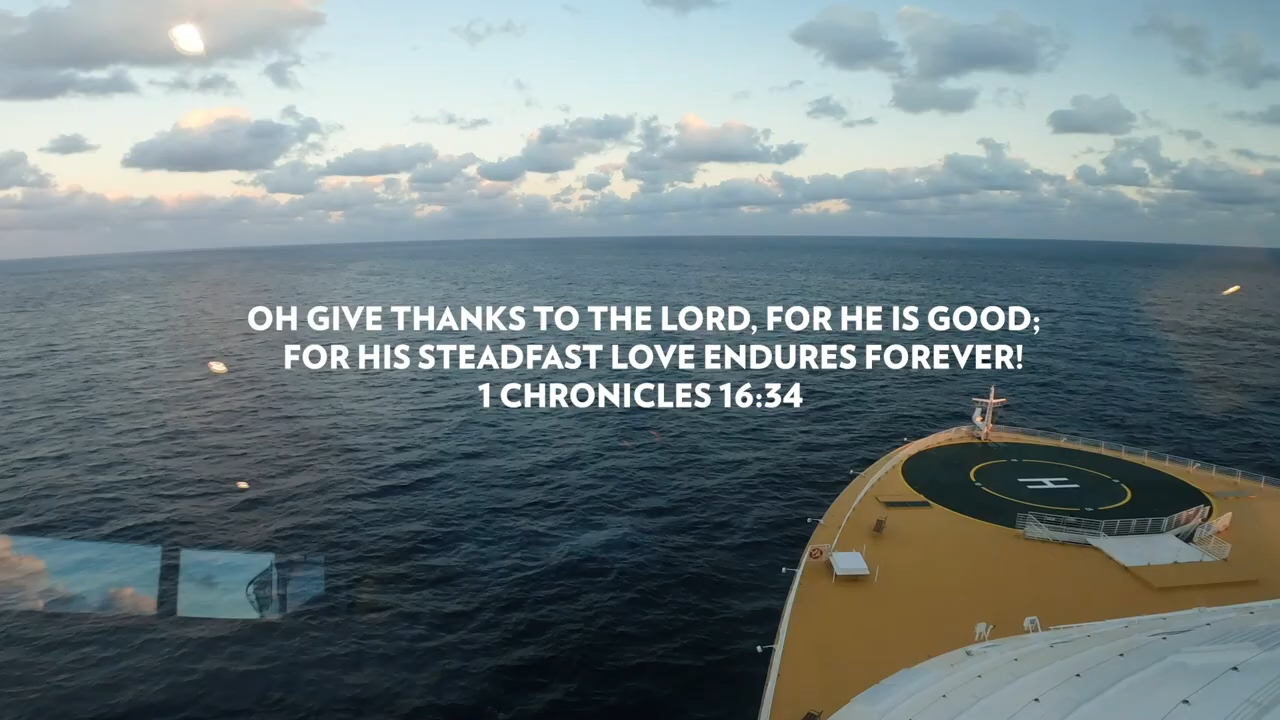 OH GIVE THANKS TO THE LORD, FOR HE IS GOOD;
FOR HIS STEADFAST LOVE ENDURES FOREVER!
1 CHRONICLES 16:34
H